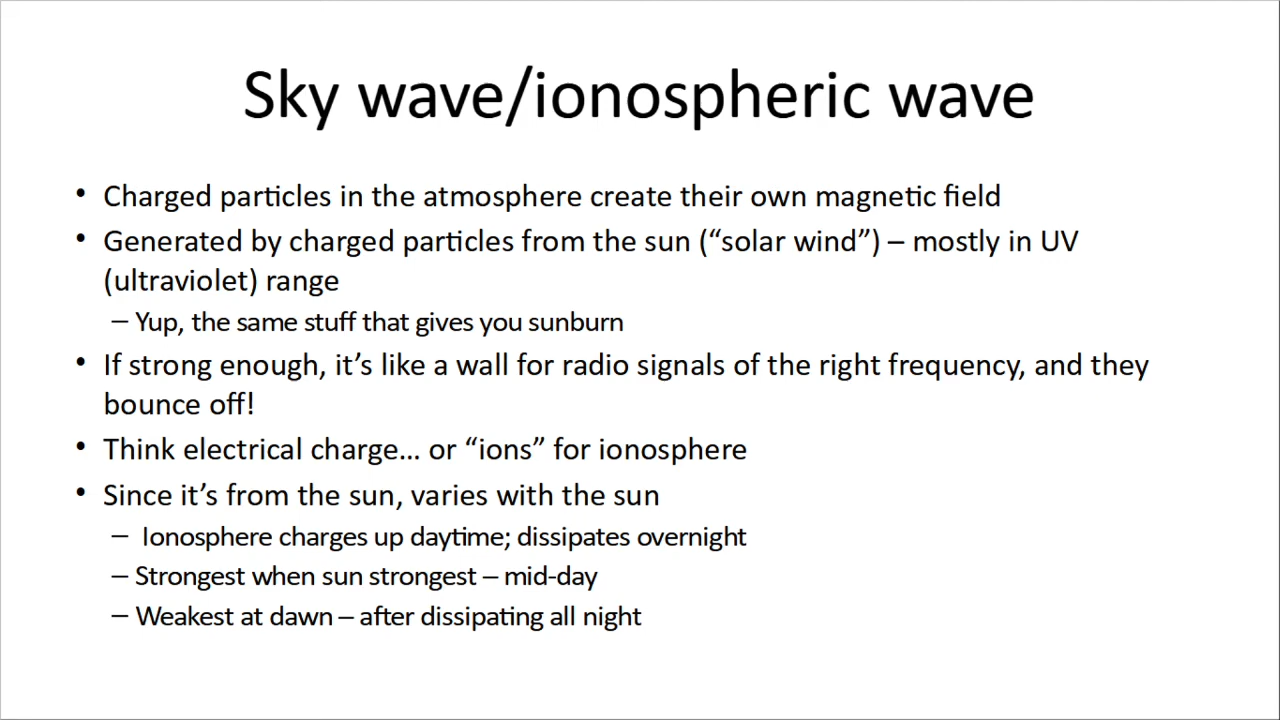 Sky wave/ionospheric wave
• Charged particles in the atmosphere create their own magnetic field
• Generated by charged particles from the sun (“solar wind”) – mostly in UV
(ultraviolet) range
– Yup, the same stuff that gives you sunburn
• If strong enough, it’s like a wall for radio signals of the right frequency, and they
bounce off!
• Think electrical charge… or “ions” for ionosphere
• Since it’s from the sun, varies with the sun
– Ionosphere charges up daytime; dissipates overnight
– Strongest when sun strongest – mid-day
– Weakest at dawn – after dissipating all night